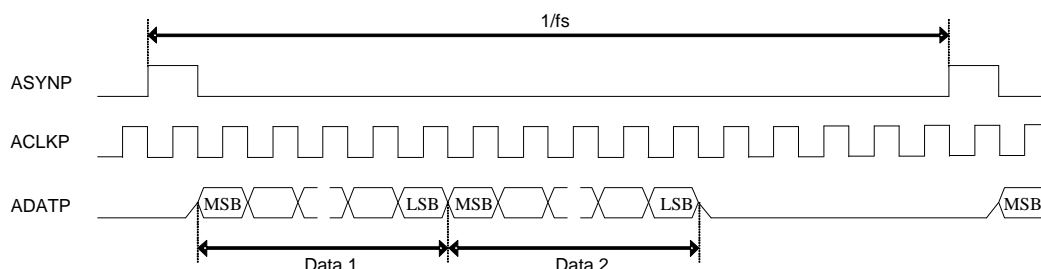 1/fs
ASYNP
ACLKP
ADATP
MSB LSB MSB LSB MSB
Data 1 Data 2